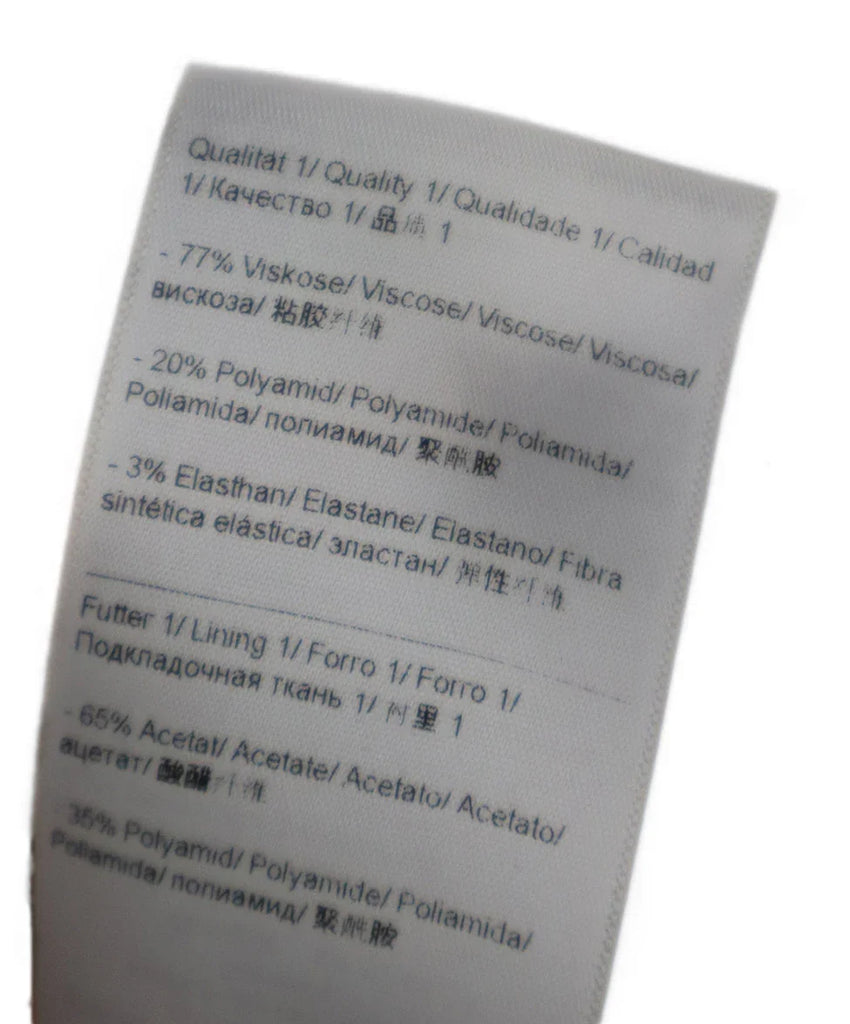 Qualität 1/ Quality 1/ Qualidade 1/ Calidad
1/ Качество 1/ 品质 1
- 77% Viskose/ Viscose/ Viscose/ Viscosa/
вискоза/ 粘胶纤维
- 20% Polyamid/ Polyamide/ Poliamida/
Poliamida/ полиамид/ 聚酰胺
- 3% Elasthan/ Elastane/ Elastano/ Fibra
sintética elástica/ эластан/ 弹性纤维
Futter 1/ Lining 1/ Forro 1/ Forro 1/
Подкладочная ткань 1/ 衬里 1
- 65% Acetat/ Acetate/ Acetato/ Acetato/
ацетат/ 醋酯纤维
35% Polyamid/ Polyamide/ Poliamida/
Poliamida/ полиамид/ 聚酰胺